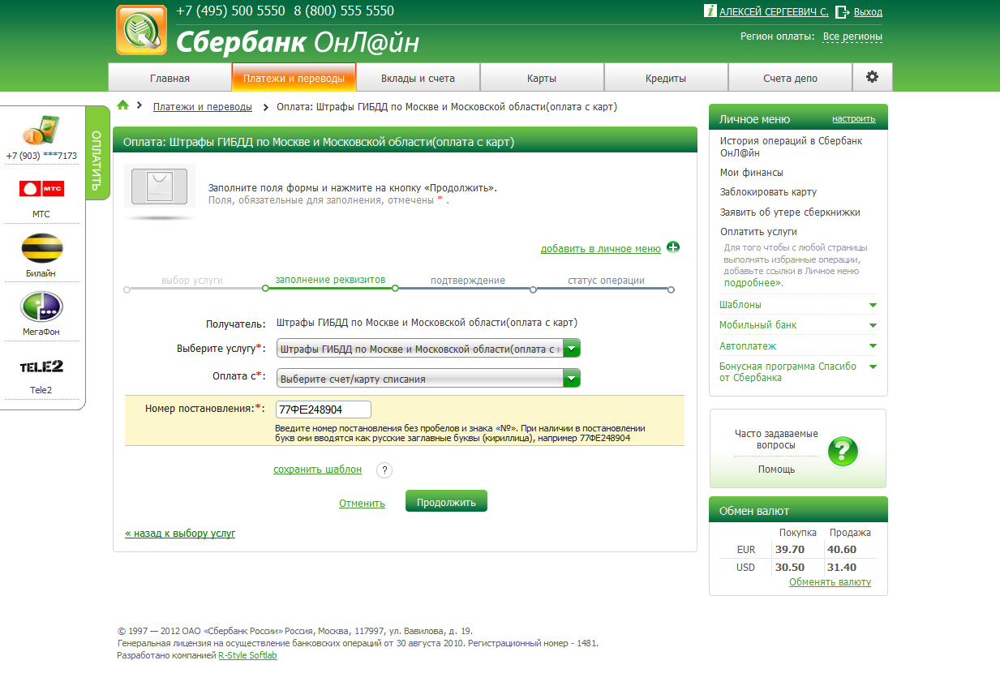 +7 (495) 500 5550 8 (800) 555 5550
АЛЕКСЕЙ СЕРГЕЕВИЧ С. Выход
Сбербанк ОнЛ@йн
Регион оплаты: Все регионы
Главная
Платежи и переводы
Вклады и счета
Карты
Кредиты
Счета депо
Платежи и переводы
Оплата: Штрафы ГИБДД по Москве и Московской области(оплата с карт)
ОПЛАТИТЬ
+7 (903) ***7173
МТС
МТС
Билайн
МегаФон
TELE2
Tele2
Оплата: Штрафы ГИБДД по Москве и Московской области(оплата с карт)
Заполните поля формы и нажмите на кнопку «Продолжить».
Поля, обязательные для заполнения, отмечены * .
добавить в личное меню
выбор услуги
заполнение реквизитов
подтверждение
статус операции
Получатель: Штрафы ГИБДД по Москве и Московской области(оплата с карт)
Выберите услугу*: Штрафы ГИБДД по Москве и Московской области(оплата с
Оплата с*: Выберите счет/карту списания
Номер постановления:*: 77ФЕ248904
Введите номер постановления без пробелов и знака «№». При наличии в постановлении
букв они вводятся как русские заглавные буквы (кириллица), например 77ФЕ248904
сохранить шаблон ?
Отменить Продолжить
« назад к выбору услуг
Личное меню настроить
История операций в Сбербанк
ОнЛ@йн
Мои финансы
Заблокировать карту
Заявить об утере сберкнижки
Оплатить услуги
Для того чтобы с любой страницы
выполнять избранные операции,
добавьте ссылки в Личное меню
подробнее».
Шаблоны
Мобильный банк
Автоплатеж
Бонусная программа Спасибо
от Сбербанка
Часто задаваемые
вопросы
Помощь
?
Обмен валют
Покупка Продажа
EUR 39.70 40.60
USD 30.50 31.40
Обменять валюту
© 1997 — 2012 ОАО «Сбербанк России» Россия, Москва, 117997, ул. Вавилова, д. 19.
Генеральная лицензия на осуществление банковских операций от 30 августа 2010. Регистрационный номер - 1481.
Разработано компанией R-Style Softlab